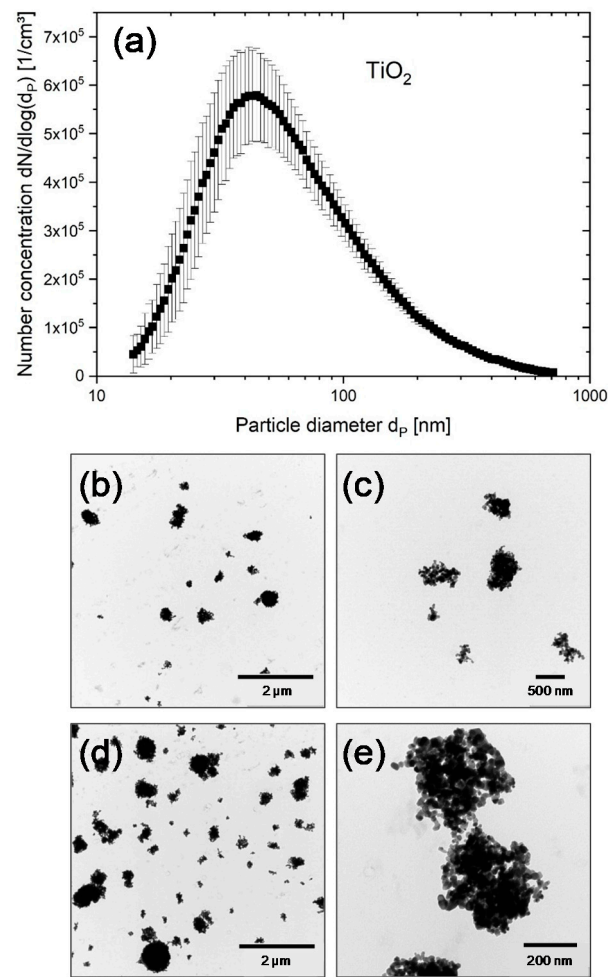 (a)
TiO₂
Number concentration dN/dlog(dₚ) [1/cm³]
7x10⁵
6x10⁵
5x10⁵
4x10⁵
3x10⁵
2x10⁵
1x10⁵
0
10
100
1000
Particle diameter dₚ [nm]
(b)
2 µm
(c)
500 nm
(d)
2 µm
(e)
200 nm